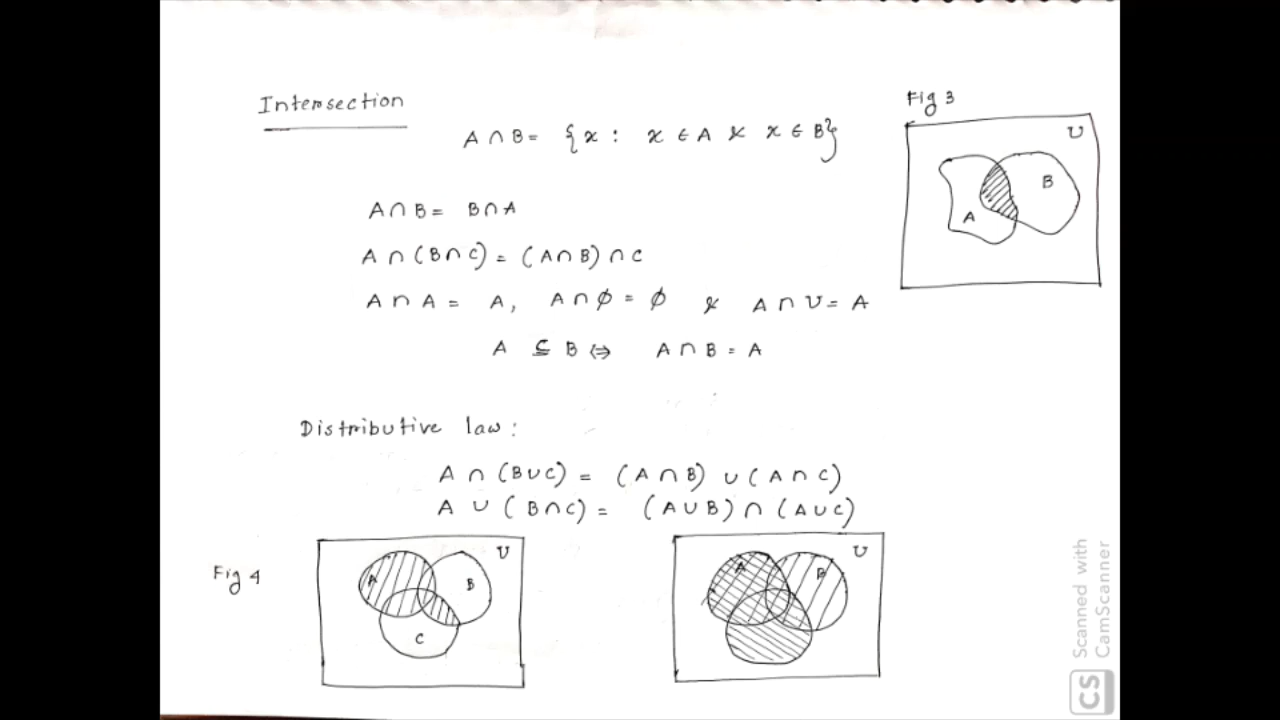 Intersection
Fig 3
A ∩ B = {x : x ∈ A & x ∈ B}
U
B
A
A ∩ B = B ∩ A
A ∩ (B ∩ C) = (A ∩ B) ∩ C
A ∩ A = A, A ∩ ϕ = ϕ & A ∩ U = A
A ⊆ B ⇔ A ∩ B = A
Distributive law :
A ∩ (B ∪ C) = (A ∩ B) ∪ (A ∩ C)
A ∪ (B ∩ C) = (A ∪ B) ∩ (A ∪ C)
Fig 4
U
A
B
C
U
A
B
Scanned with
CamScanner
CS